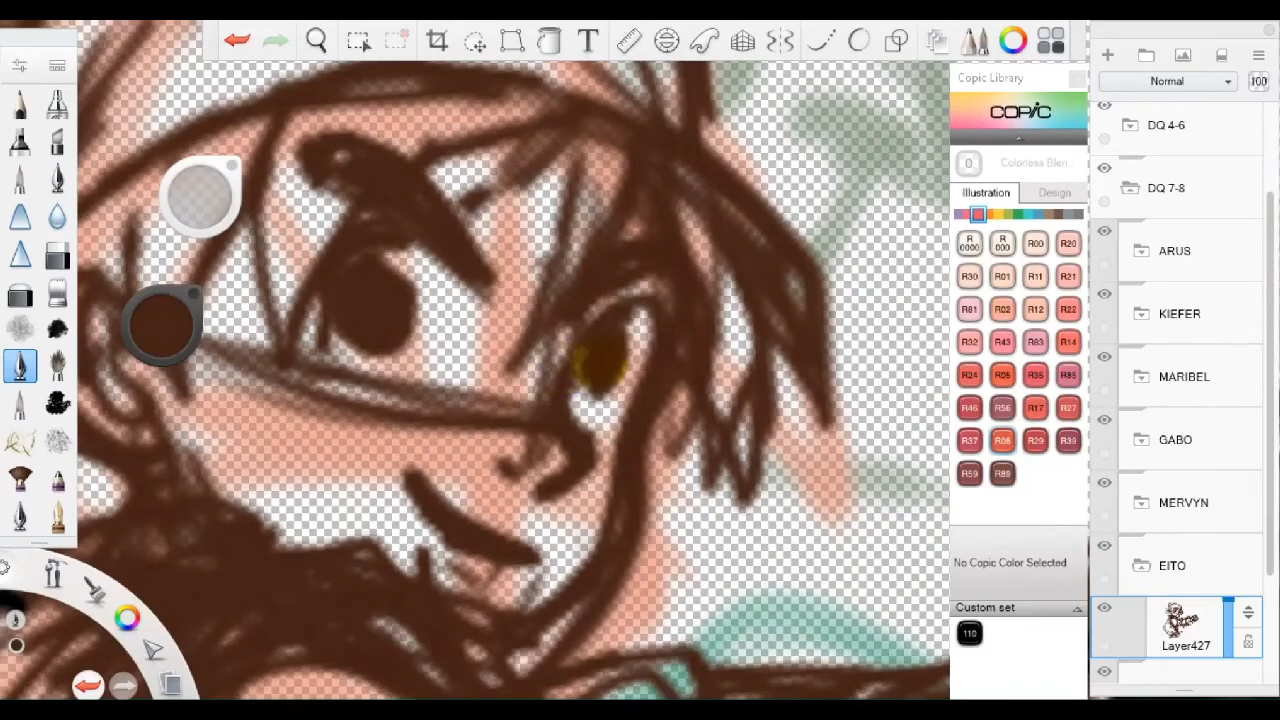 T
Copic Library
COPIC
Normal
100
0
Colorless Blen...
Illustration
Design
R0000
R000
R00
R20
R30
R01
R11
R21
R81
R02
R12
R22
R32
R43
R83
R14
R24
R05
R35
R85
R46
R56
R17
R27
R37
R08
R29
R39
R59
R89
No Copic Color Selected
Custom set
110
DQ 4-6
DQ 7-8
ARUS
KIEFER
MARIBEL
GABO
MERVYN
EITO
Layer427